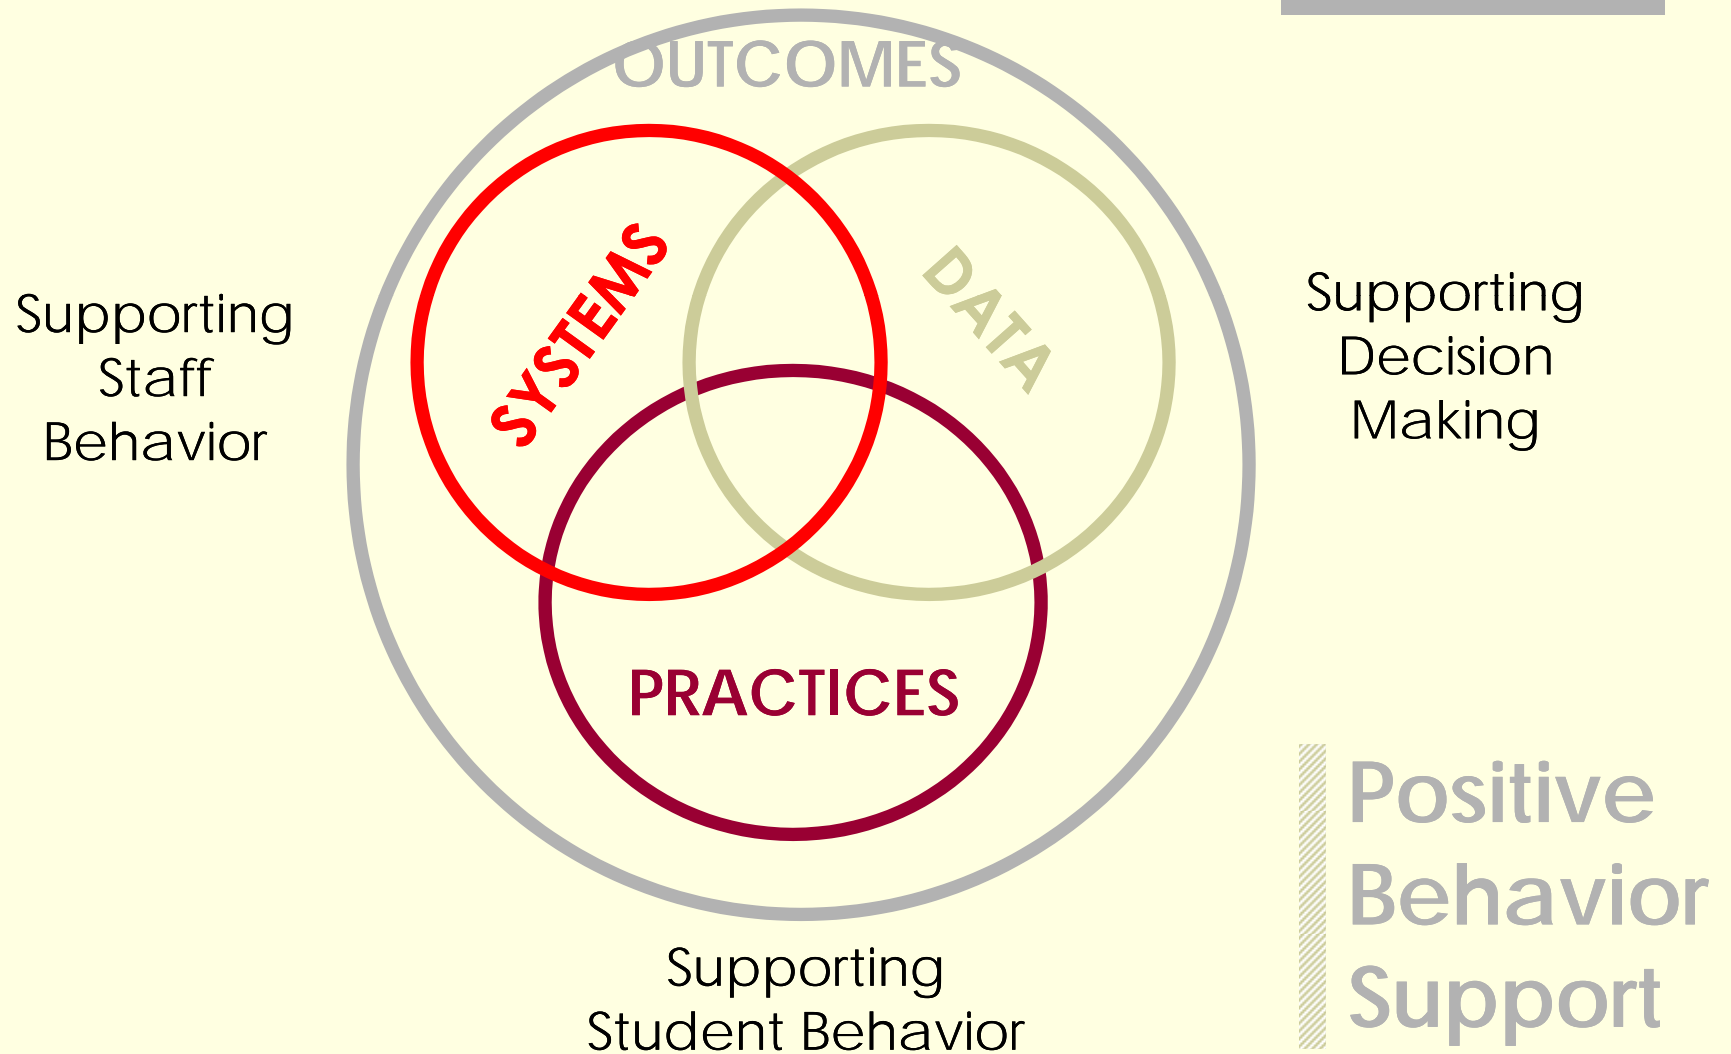 OUTCOMES
SYSTEMS
DATA
Supporting
Staff
Behavior
Supporting
Decision
Making
PRACTICES
Positive
Behavior
Support
Supporting
Student Behavior